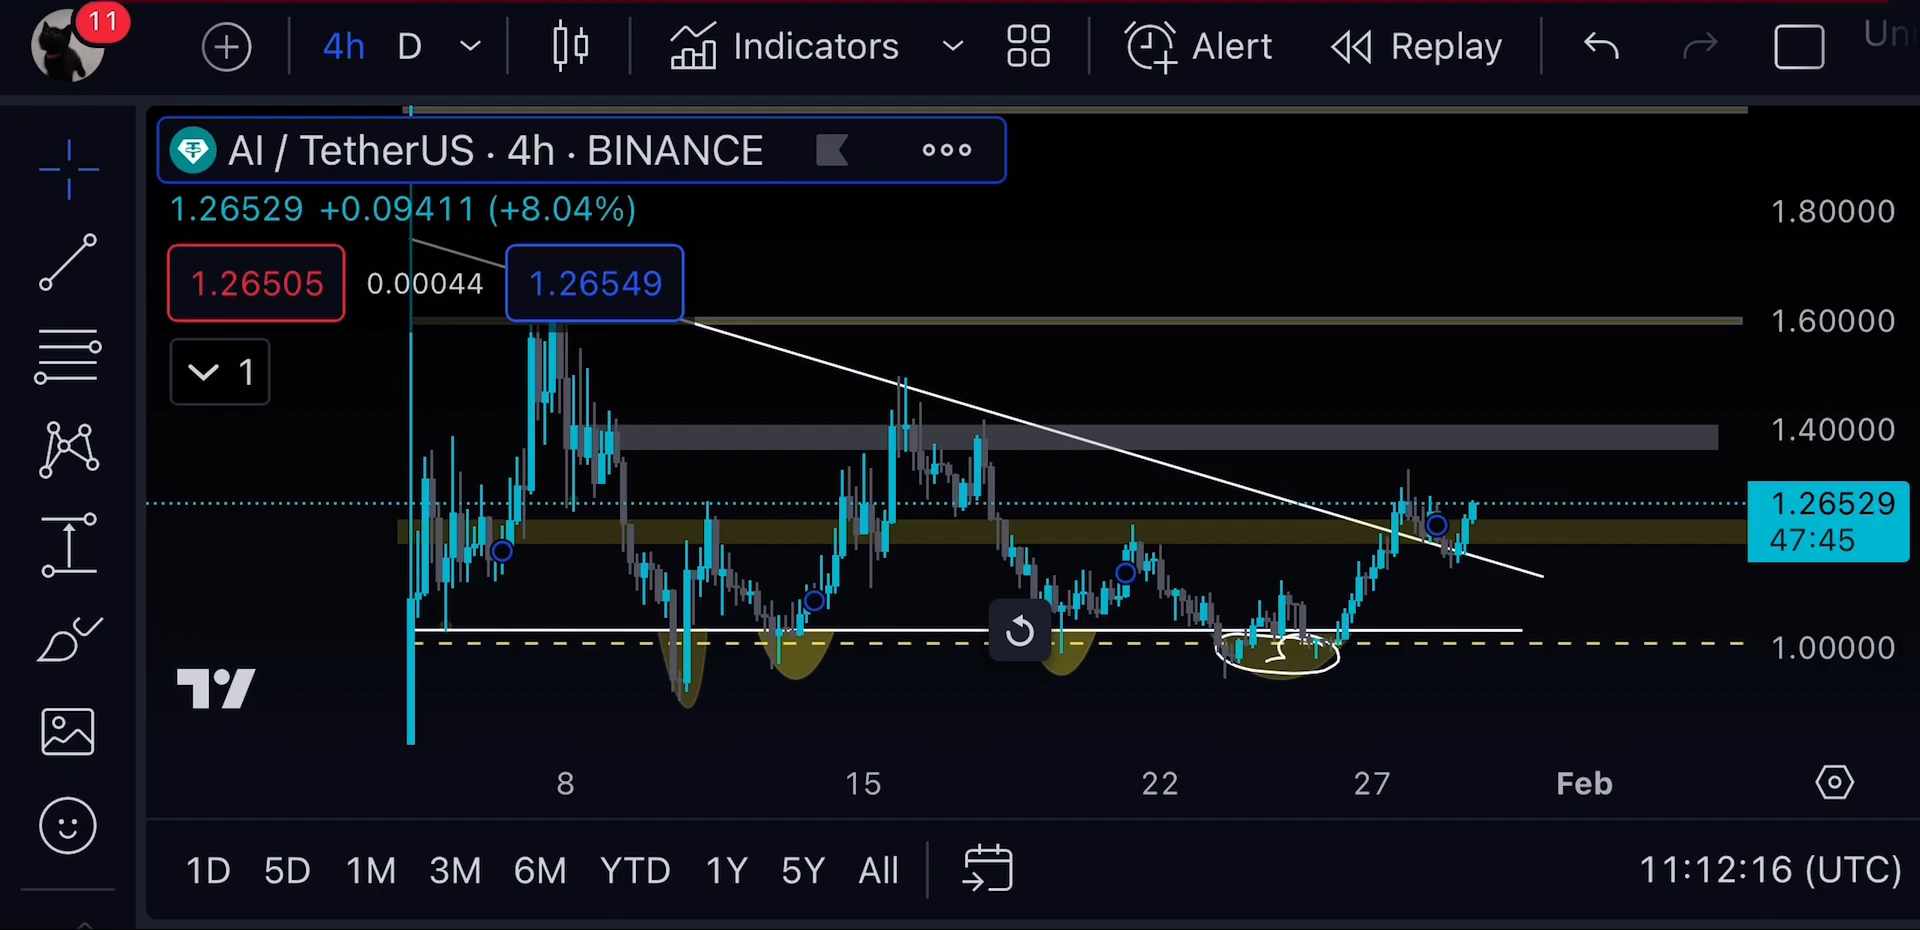 11
4h D Indicators Alert Replay Un
AI / TetherUS · 4h · BINANCE
1.26529 +0.09411 (+8.04%)
1.26505 0.00044 1.26549
1
1.80000
1.60000
1.40000
1.26529
47:45
1.00000
8 15 22 27 Feb
1D 5D 1M 3M 6M YTD 1Y 5Y All 11:12:16 (UTC)